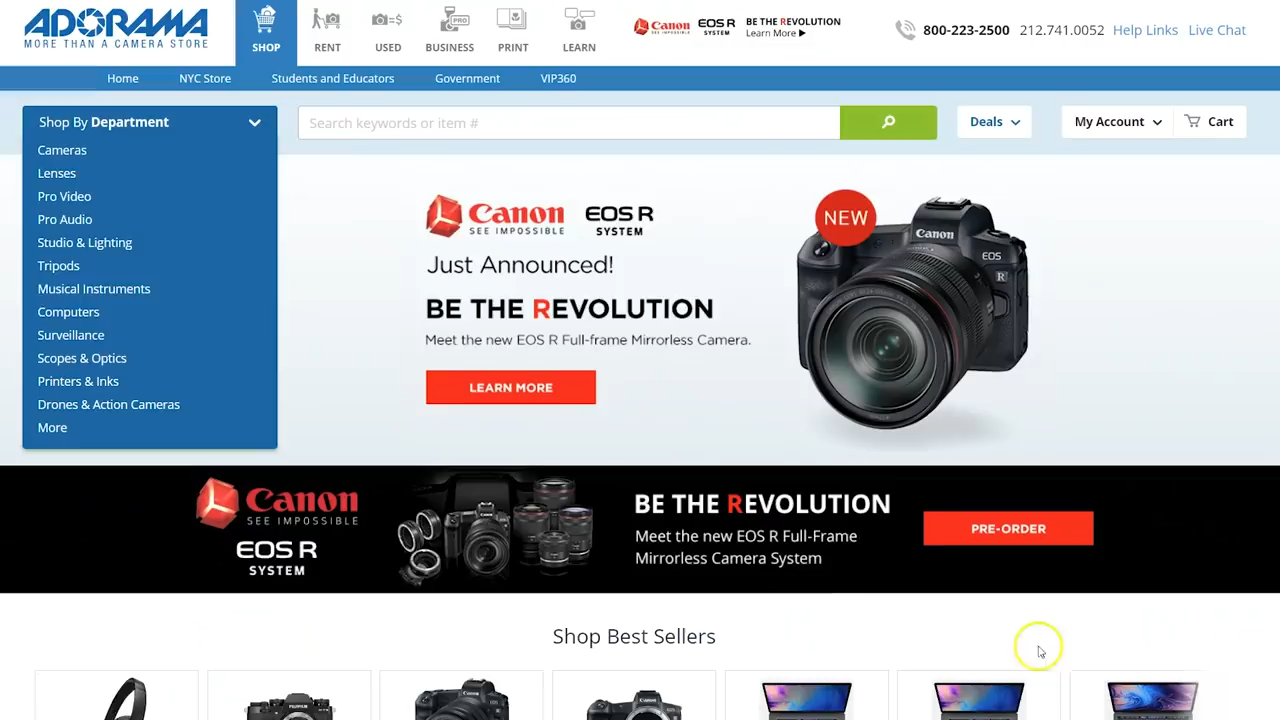 ADORAMA
MORE THAN A CAMERA STORE
SHOP
RENT
USED
PRO
BUSINESS
PRINT
LEARN
Canon
SEE IMPOSSIBLE
EOS R
SYSTEM
BE THE REVOLUTION
Learn More
800-223-2500 212.741.0052 Help Links Live Chat
Home NYC Store Students and Educators Government VIP360
Shop By Department
Search keywords or item #
Deals
My Account
Cart
Cameras
Lenses
Pro Video
Pro Audio
Studio & Lighting
Tripods
Musical Instruments
Computers
Surveillance
Scopes & Optics
Printers & Inks
Drones & Action Cameras
More
Canon
SEE IMPOSSIBLE
EOS R
SYSTEM
Just Announced!
BE THE REVOLUTION
Meet the new EOS R Full-frame Mirrorless Camera.
LEARN MORE
NEW
Canon
EOS
R
Canon
SEE IMPOSSIBLE
EOS R
SYSTEM
BE THE REVOLUTION
Meet the new EOS R Full-Frame
Mirrorless Camera System
PRE-ORDER
Shop Best Sellers
FUJIFILM